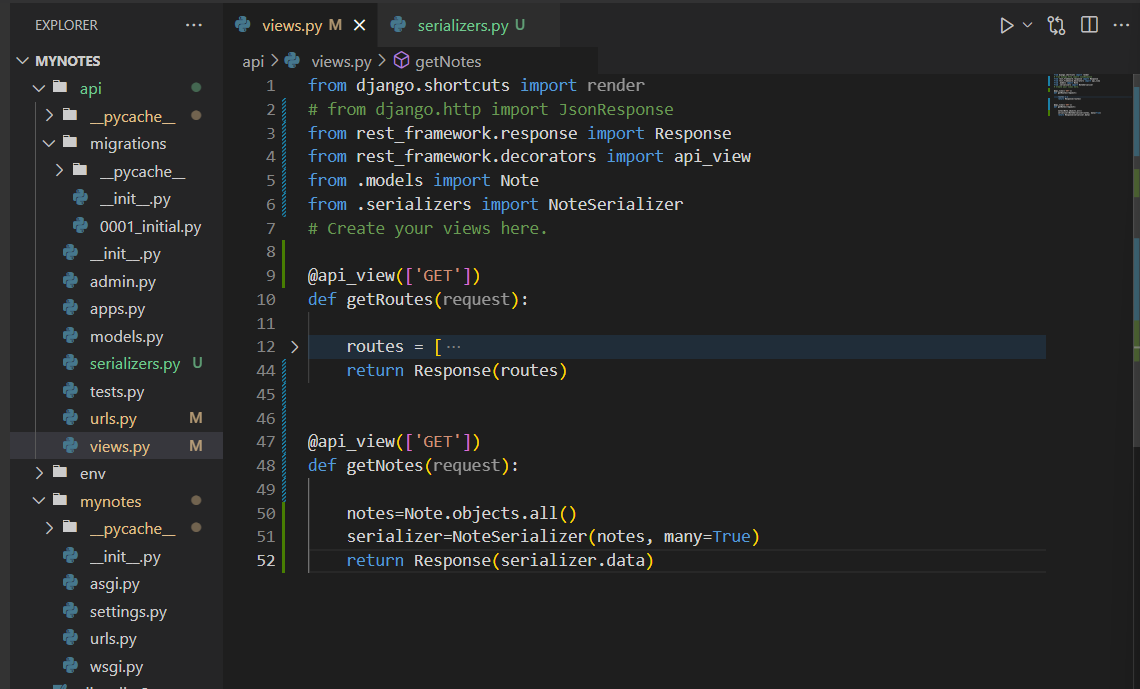 EXPLORER ...
MYNOTES
api
__pycache__
migrations
__pycache__
__init__.py
0001_initial.py
__init__.py
admin.py
apps.py
models.py
serializers.py U
tests.py
urls.py M
views.py M
env
mynotes
__pycache__
__init__.py
asgi.py
settings.py
urls.py
wsgi.py
views.py M
serializers.py U
api > views.py > getNotes
1 from django.shortcuts import render
2 # from django.http import JsonResponse
3 from rest_framework.response import Response
4 from rest_framework.decorators import api_view
5 from .models import Note
6 from .serializers import NoteSerializer
7 # Create your views here.
8
9 @api_view(['GET'])
10 def getRoutes(request):
11
12 routes = [ ...
44 return Response(routes)
45
46
47 @api_view(['GET'])
48 def getNotes(request):
49
50 notes=Note.objects.all()
51 serializer=NoteSerializer(notes, many=True)
52 return Response(serializer.data)